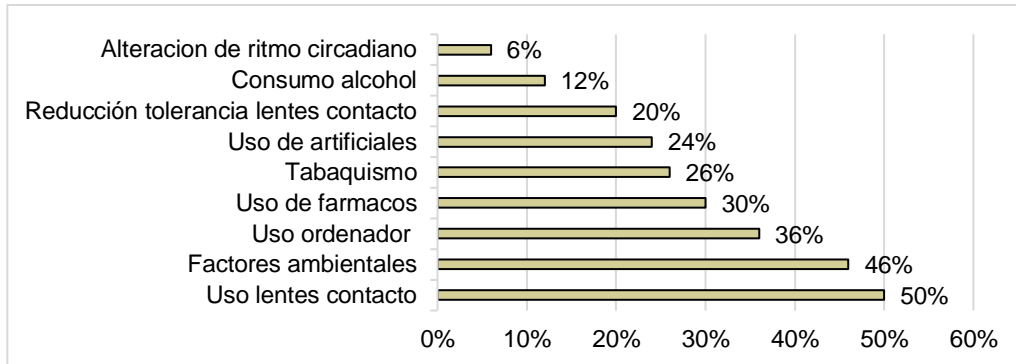 Alteracion de ritmo circadiano 6%
Consumo alcohol 12%
Reducción tolerancia lentes contacto 20%
Uso de artificiales 24%
Tabaquismo 26%
Uso de farmacos 30%
Uso ordenador 36%
Factores ambientales 46%
Uso lentes contacto 50%
0% 10% 20% 30% 40% 50% 60%